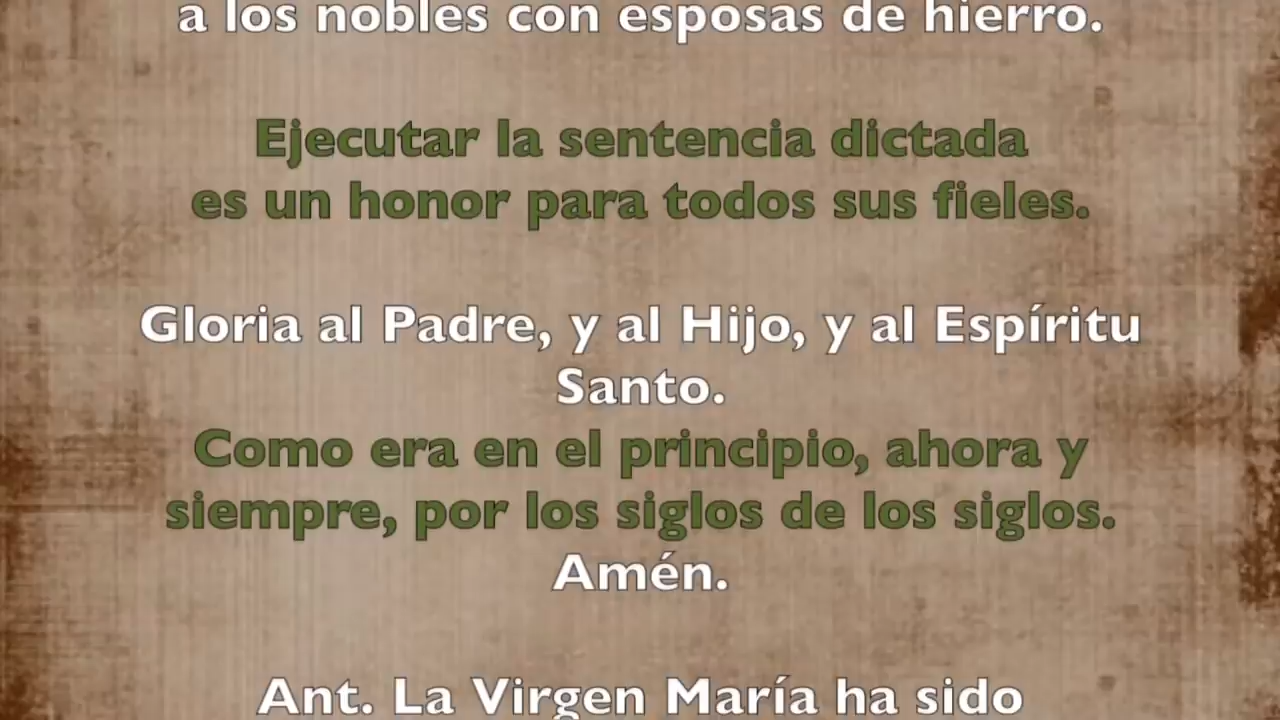 a los nobles con esposas de hierro.
Ejecutar la sentencia dictada
es un honor para todos sus fieles.
Gloria al Padre, y al Hijo, y al Espíritu
Santo.
Como era en el principio, ahora y
siempre, por los siglos de los siglos.
Amén.
Ant. La Virgen María ha sido